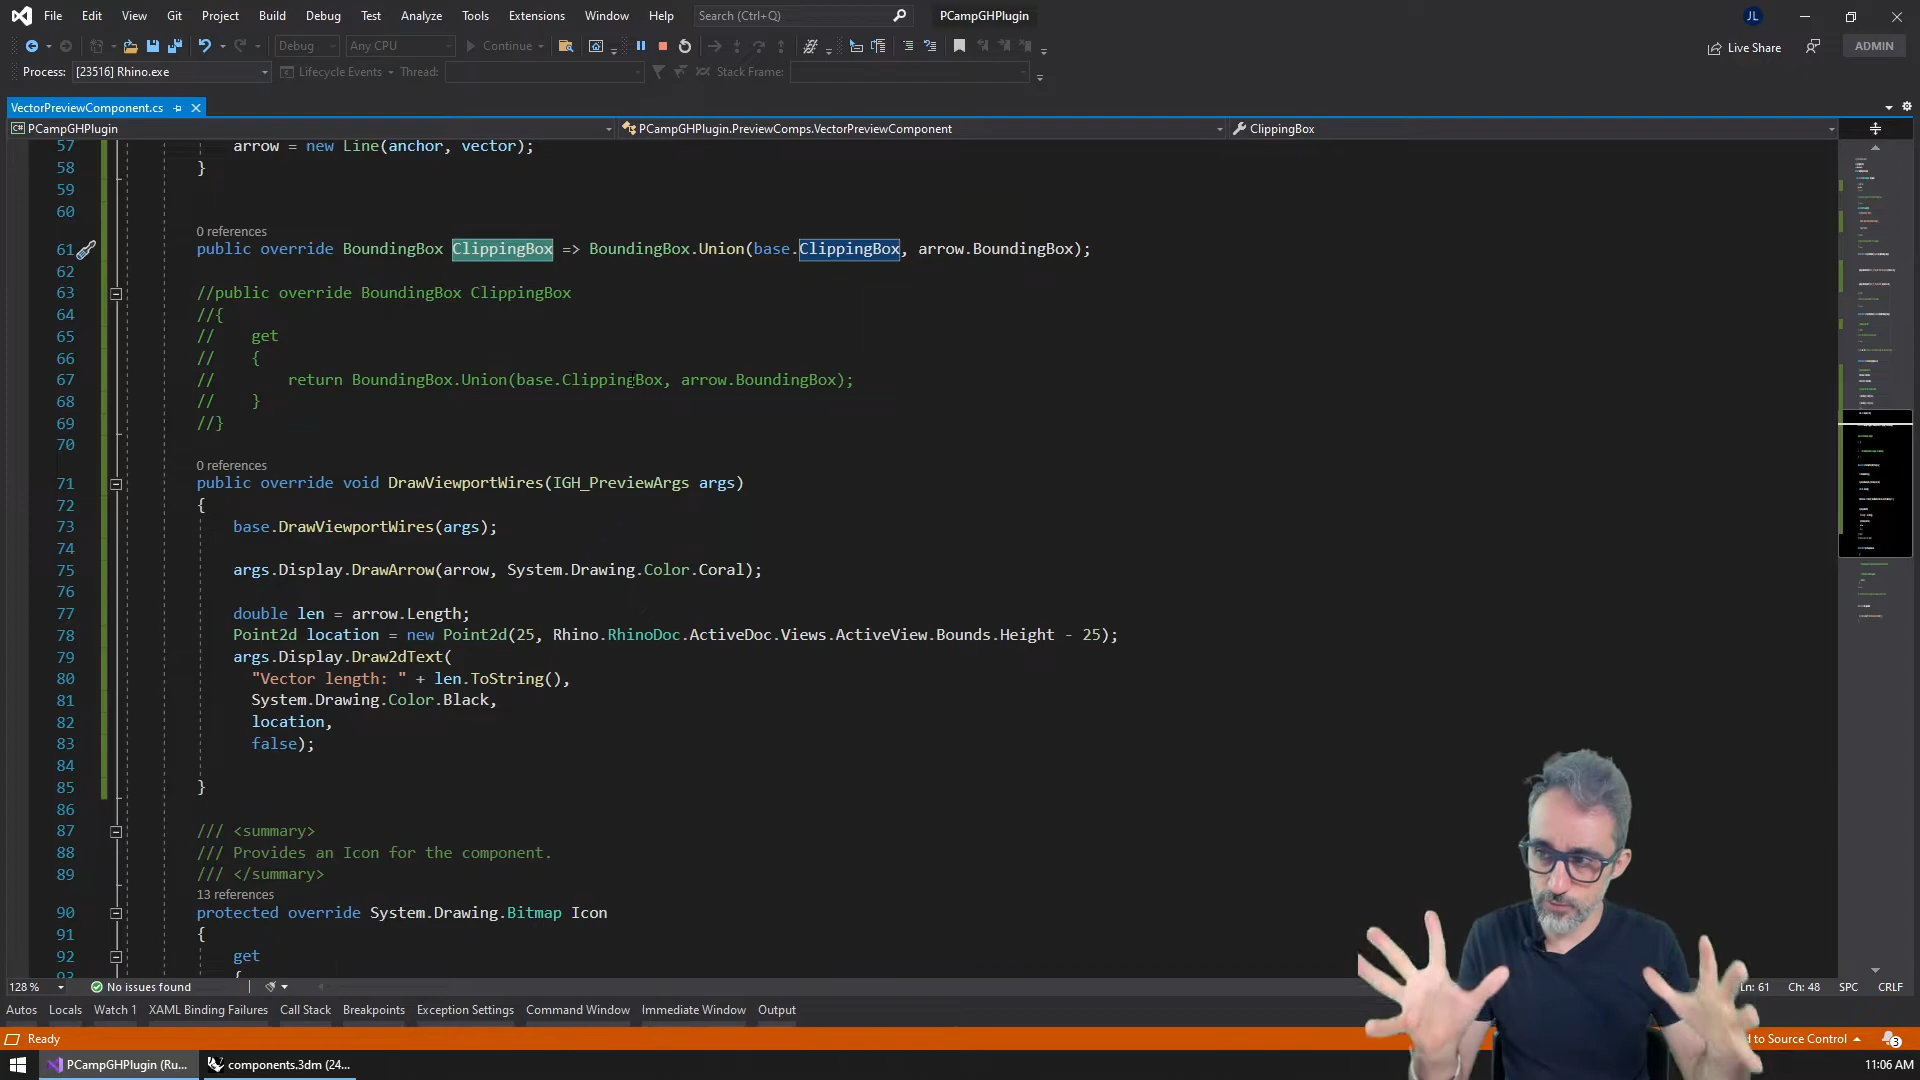 File Edit View Git Project Build Debug Test Analyze Tools Extensions Window Help Search (Ctrl+Q) PCampGHPlugin JL
Debug Any CPU Continue Live Share ADMIN
Process: [23516] Rhino.exe Lifecycle Events Thread: Stack Frame:
VectorPreviewComponent.cs
PCampGHPlugin PCampGHPlugin.PreviewComps.VectorPreviewComponent ClippingBox
57 arrow = new Line(anchor, vector);
58 }
59
60
0 references
61 public override BoundingBox ClippingBox => BoundingBox.Union(base.ClippingBox, arrow.BoundingBox);
62
63 //public override BoundingBox ClippingBox
64 //{
65 // get
66 // {
67 // return BoundingBox.Union(base.ClippingBox, arrow.BoundingBox);
68 // }
69 //}
70
0 references
71 public override void DrawViewportWires(IGH_PreviewArgs args)
72 {
73 base.DrawViewportWires(args);
74
75 args.Display.DrawArrow(arrow, System.Drawing.Color.Coral);
76
77 double len = arrow.Length;
78 Point2d location = new Point2d(25, Rhino.RhinoDoc.ActiveDoc.Views.ActiveView.Bounds.Height - 25);
79 args.Display.Draw2dText(
80 "Vector length: " + len.ToString(),
81 System.Drawing.Color.Black,
82 location,
83 false);
84
85 }
86
87 /// <summary>
88 /// Provides an Icon for the component.
89 /// </summary>
13 references
90 protected override System.Drawing.Bitmap Icon
91 {
92 get
93 {
128 % No issues found Ln: 61 Ch: 48 SPC CRLF
Autos Locals Watch 1 XAML Binding Failures Call Stack Breakpoints Exception Settings Command Window Immediate Window Output
Ready d to Source Control 3
PCampGHPlugin (Ru... components.3dm (24... 11:06 AM